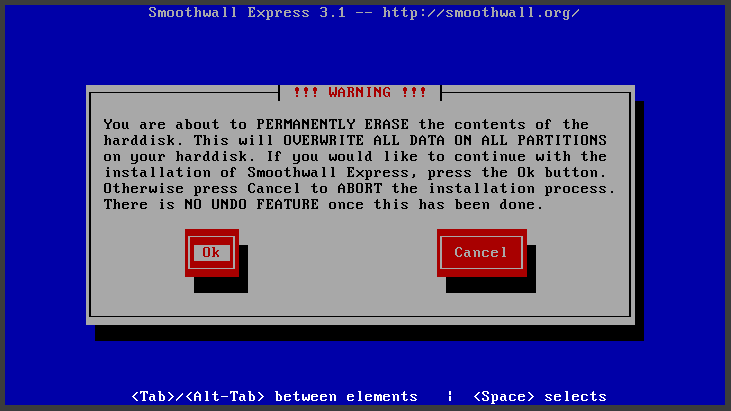 Smoothwall Express 3.1 -- http://smoothwall.org/
!!! WARNING !!!
You are about to PERMANENTLY ERASE the contents of the
harddisk. This will OVERWRITE ALL DATA ON ALL PARTITIONS
on your harddisk. If you would like to continue with the
installation of Smoothwall Express, press the Ok button.
Otherwise press Cancel to ABORT the installation process.
There is NO UNDO FEATURE once this has been done.
Ok Cancel
<Tab>/<Alt-Tab> between elements | <Space> selects